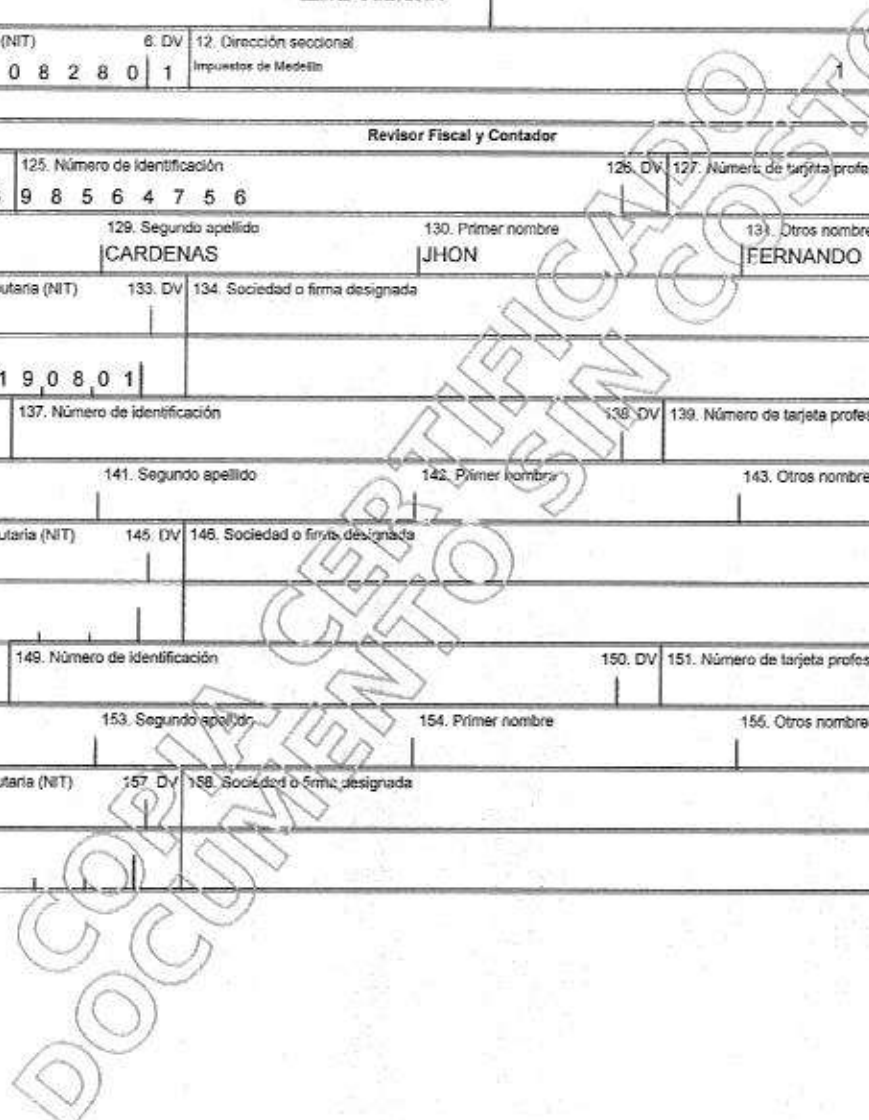 (NIT) 6. DV 12. Dirección seccional
0 8 2 8 0 1 Impuestos de Medellín 1
Revisor Fiscal y Contador
125. Número de identificación 126. DV 127. Número de tarjeta profe
9 8 5 6 4 7 5 6
129. Segundo apellido 130. Primer nombre 131. Otros nombre
CARDENAS JHON FERNANDO
utaria (NIT) 133. DV 134. Sociedad o firma designada
1 9 0 8 0 1
137. Número de identificación 138. DV 139. Número de tarjeta profes
141. Segundo apellido 142. Primer nombre 143. Otros nombre
utaria (NIT) 145. DV 146. Sociedad o firma designada
149. Número de identificación 150. DV 151. Número de tarjeta profes
153. Segundo apellido 154. Primer nombre 155. Otros nombre
utaria (NIT) 157. DV 158. Sociedad o firma designada
COPIA CERTIFICADO
DOCUMENTO SIN COSTO